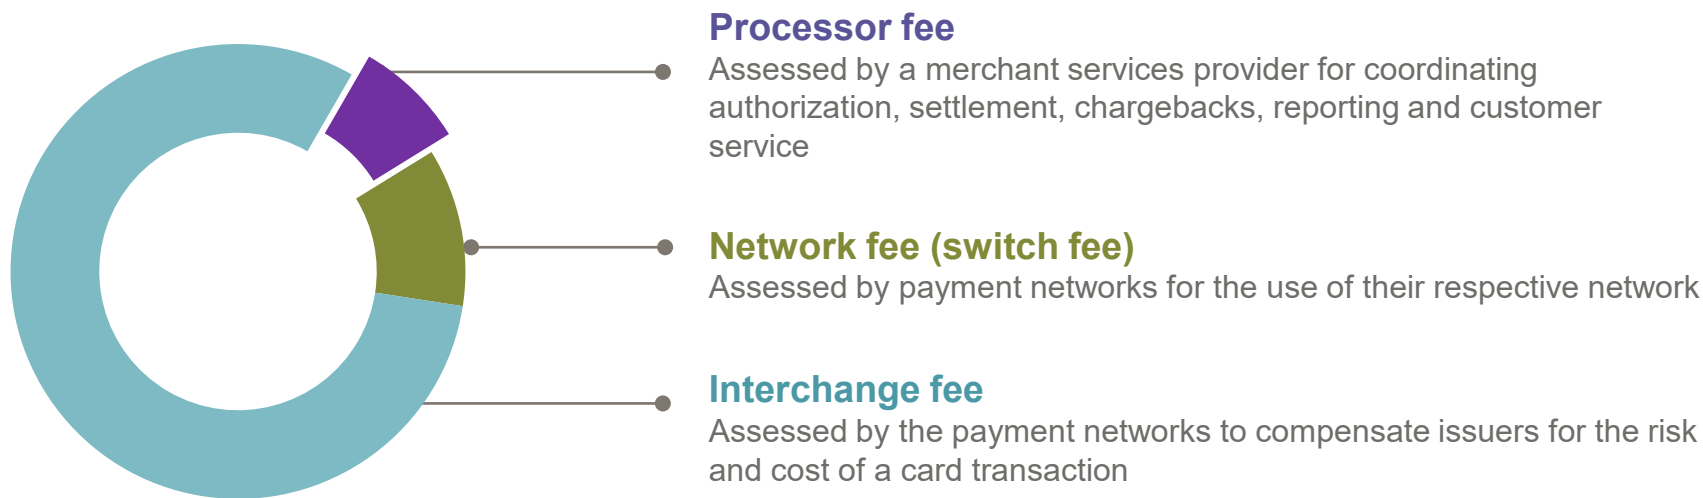 Processor fee
Assessed by a merchant services provider for coordinating
authorization, settlement, chargebacks, reporting and customer
service
Network fee (switch fee)
Assessed by payment networks for the use of their respective network
Interchange fee
Assessed by the payment networks to compensate issuers for the risk
and cost of a card transaction